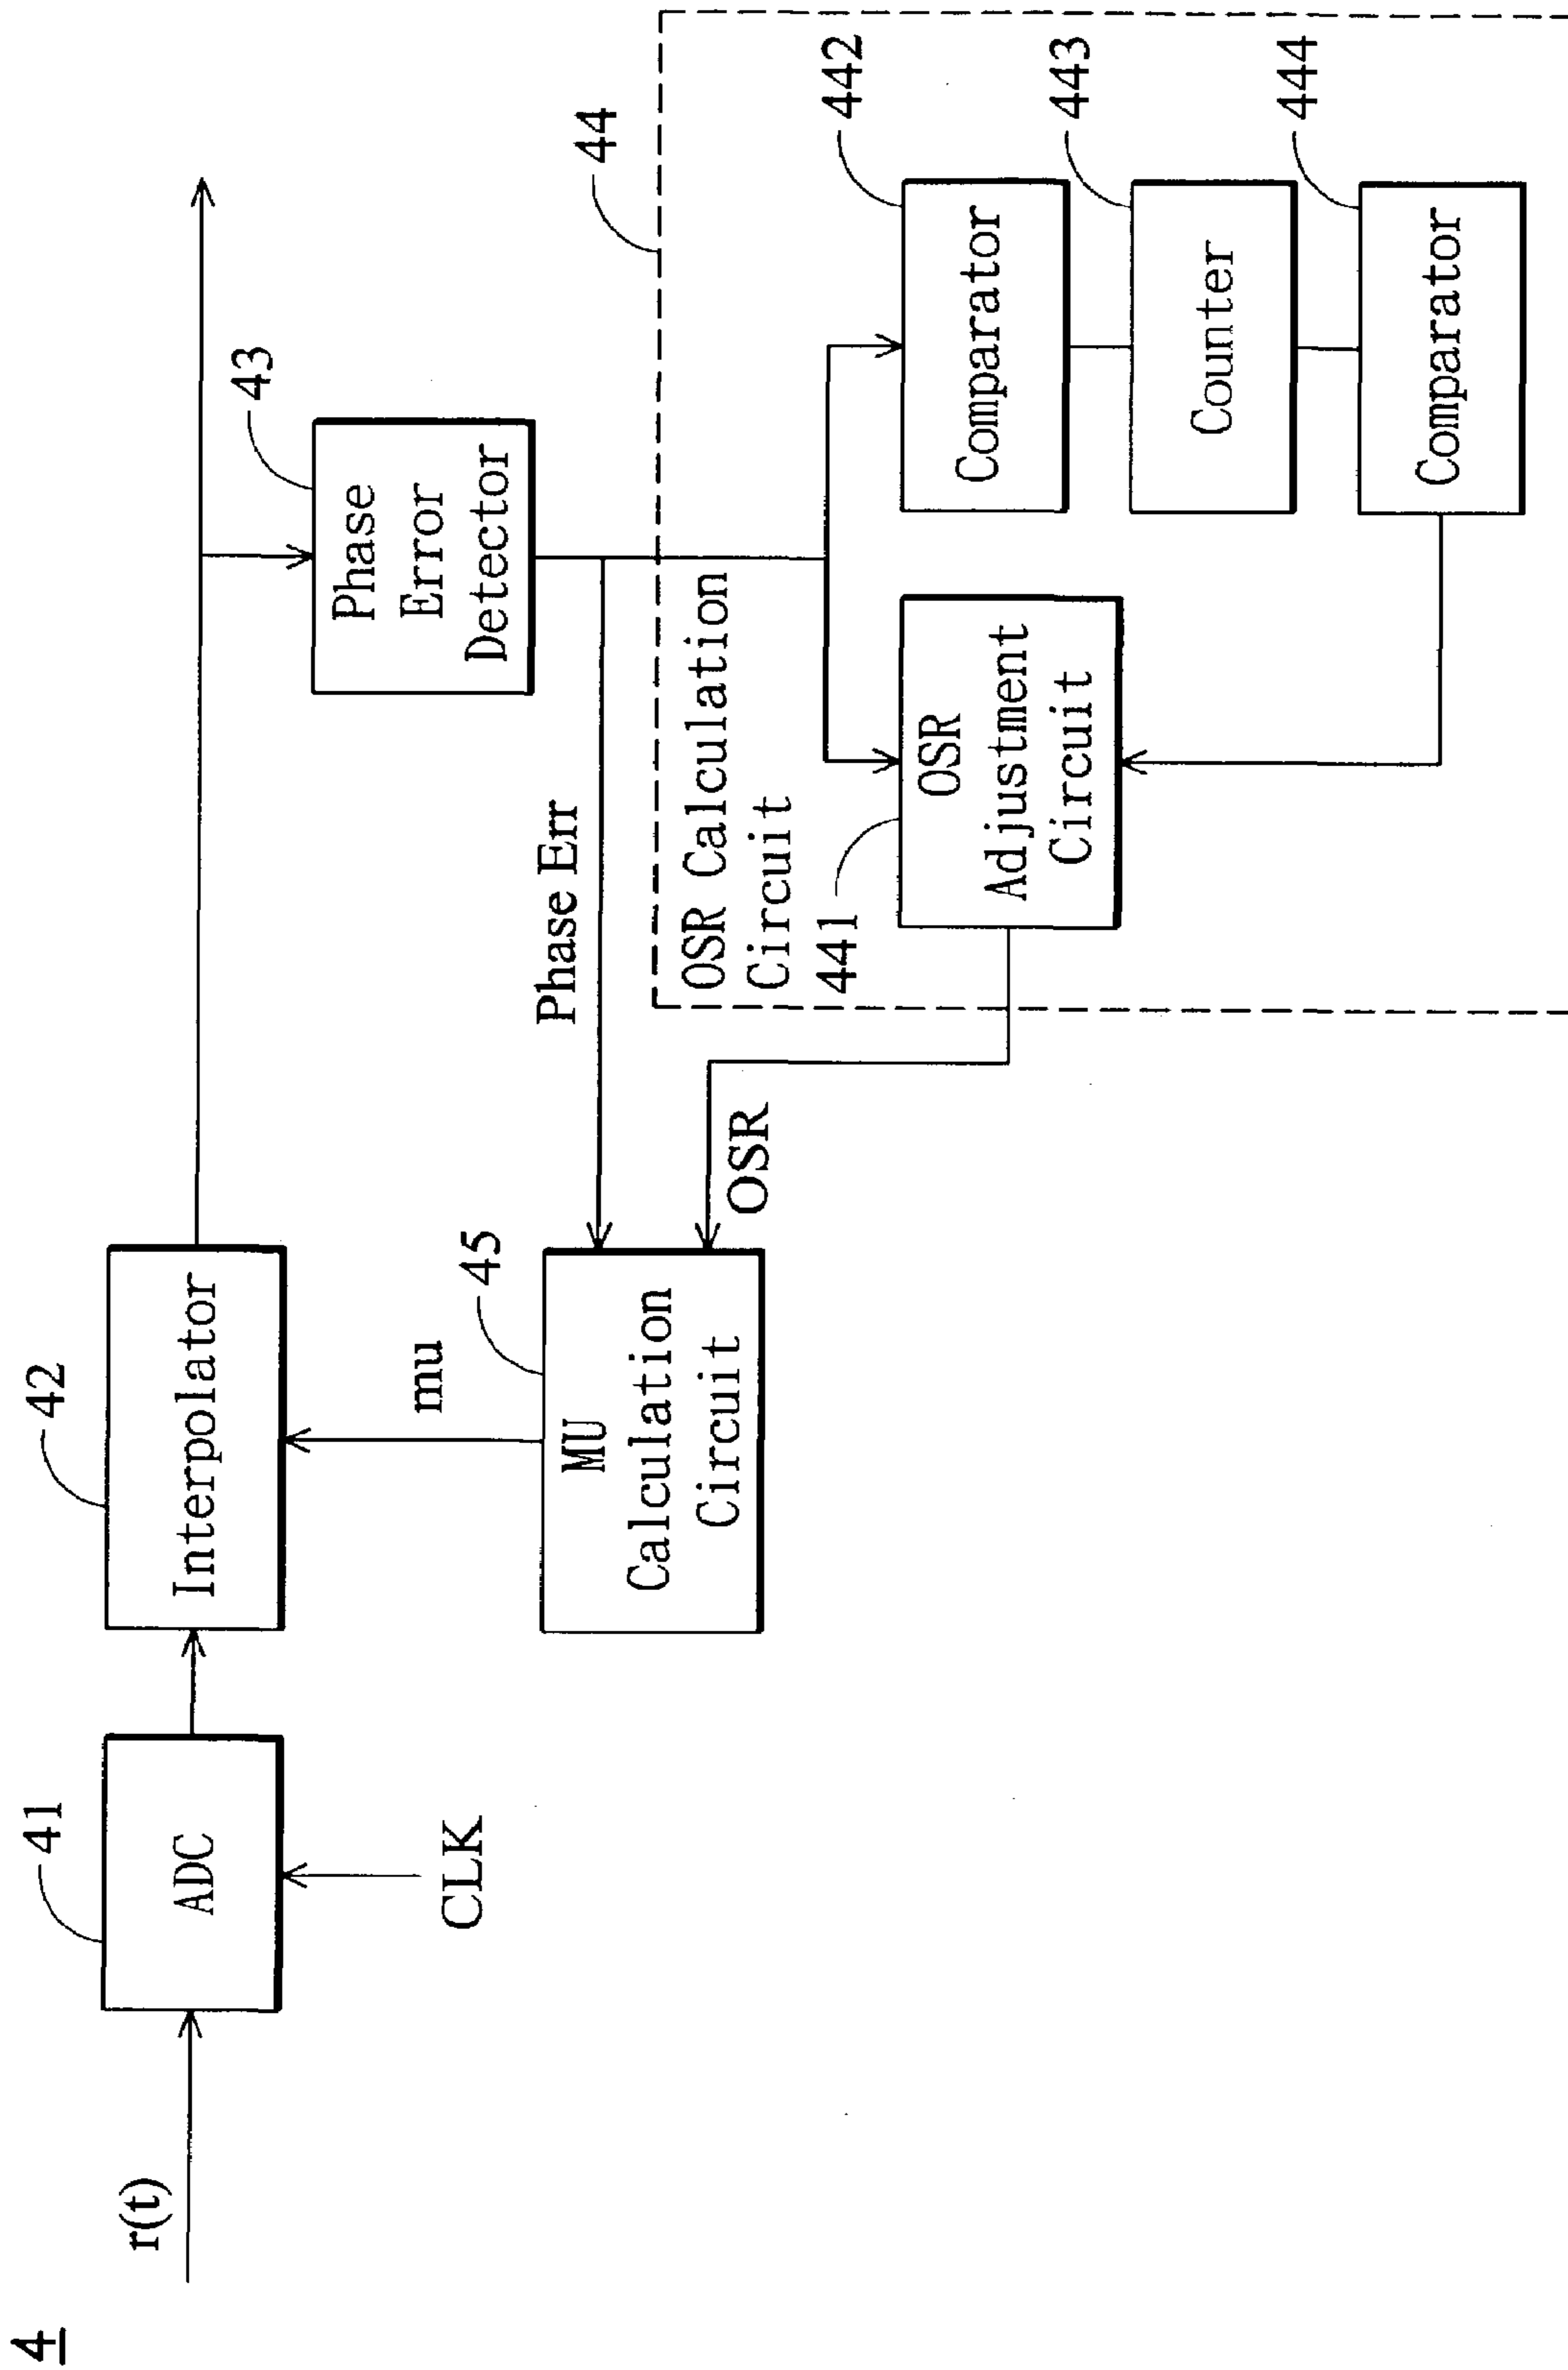 4
r(t)
41
ADC
CLK
42
Interpolator
mu
45
MU
Calculation
Circuit
43
Phase
Error
Detector
Phase Err
OSR
44
OSR Calculation
Circuit
441
OSR
Adjustment
Circuit
442
Comparator
443
Counter
444
Comparator